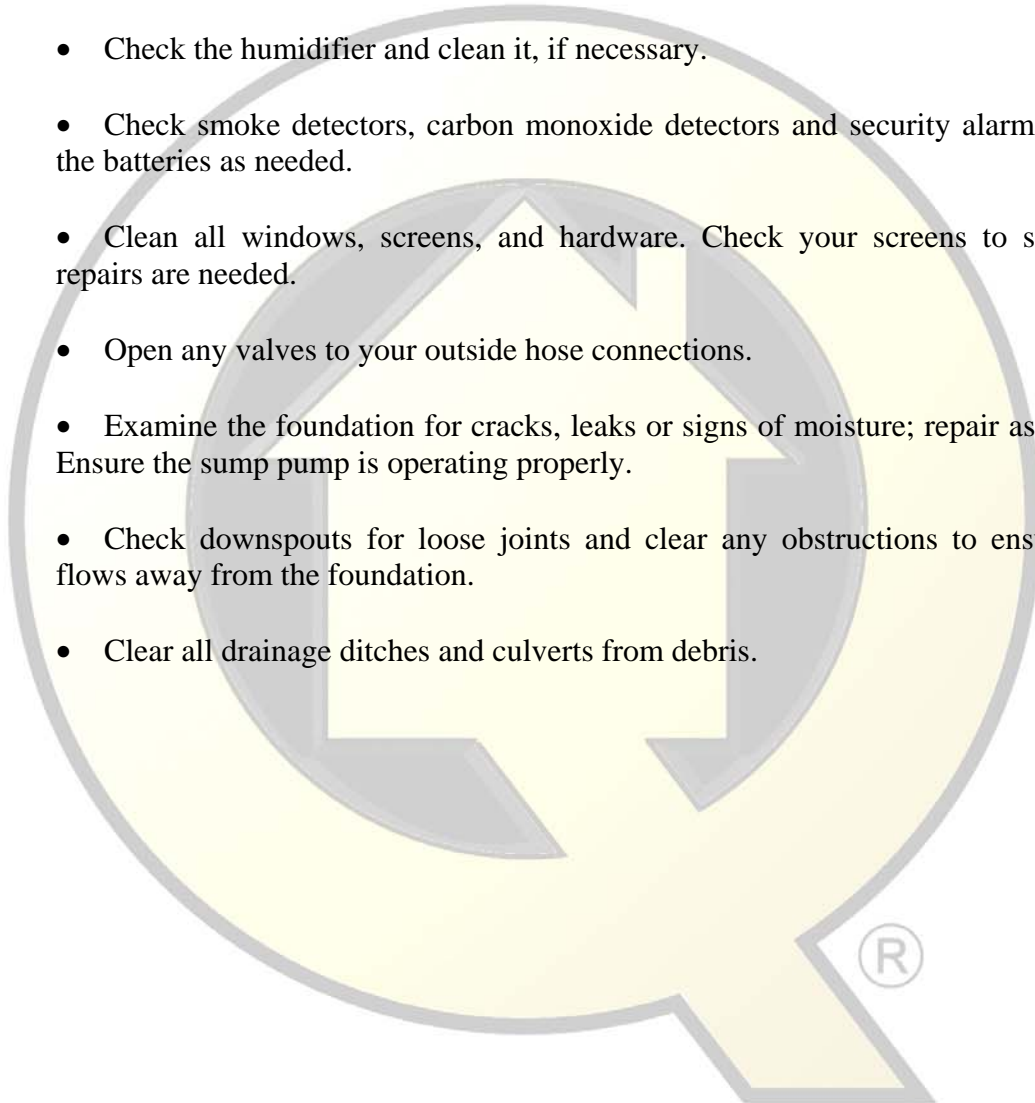 • Check the humidifier and clean it, if necessary.
• Check smoke detectors, carbon monoxide detectors and security alarm
the batteries as needed.
• Clean all windows, screens, and hardware. Check your screens to s
repairs are needed.
• Open any valves to your outside hose connections.
• Examine the foundation for cracks, leaks or signs of moisture; repair as
Ensure the sump pump is operating properly.
• Check downspouts for loose joints and clear any obstructions to ens
flows away from the foundation.
• Clear all drainage ditches and culverts from debris.
®